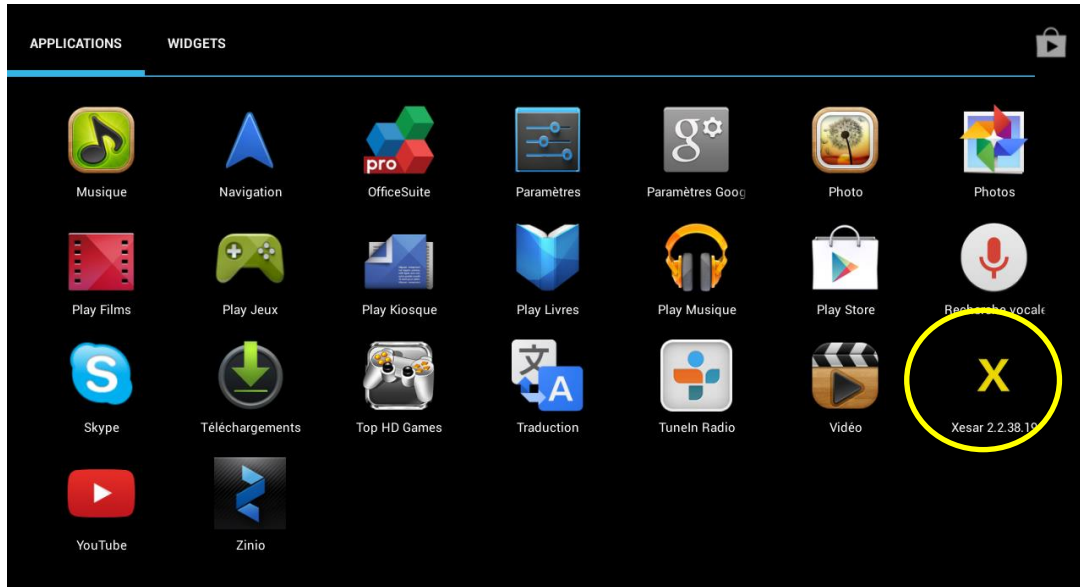 APPLICATIONS WIDGETS
pro
Musique Navigation OfficeSuite Paramètres Paramètres Goog Photo Photos
Play Films Play Jeux Play Kiosque Play Livres Play Musique Play Store Recherche vocale
Skype Téléchargements Top HD Games Traduction TuneIn Radio Vidéo Xesar 2.2.38.19
YouTube Zinio